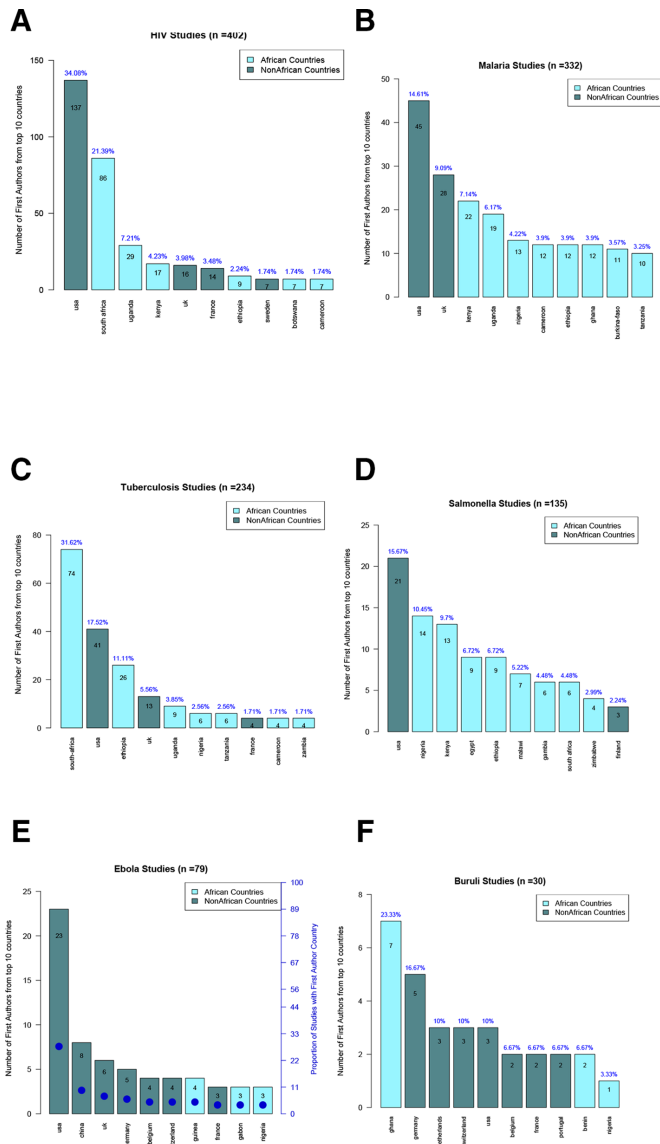 A
HIV Studies (n =402)
African Countries
NonAfrican Countries
Number of First Authors from top 10 countries
150
100
50
0
34.08%
21.39%
7.21%
4.23%
3.98%
3.48%
2.24%
1.74%
1.74%
1.74%
137
86
29
17
16
14
9
7
7
7
usa
south africa
uganda
kenya
uk
france
ethiopia
sweden
botswana
cameroon
B
Malaria Studies (n =332)
African Countries
NonAfrican Countries
Number of First Authors from top 10 countries
50
40
30
20
10
0
14.61%
9.09%
7.14%
6.17%
4.22%
3.9%
3.9%
3.9%
3.57%
3.25%
45
28
22
19
13
12
12
12
11
10
usa
uk
kenya
uganda
nigeria
cameroon
ethiopia
ghana
burkina-faso
tanzania
C
Tuberculosis Studies (n =234)
African Countries
NonAfrican Countries
Number of First Authors from top 10 countries
80
60
40
20
0
31.62%
17.52%
11.11%
5.56%
3.85%
2.56%
2.56%
1.71%
1.71%
1.71%
74
41
26
13
9
6
6
4
4
4
south-africa
usa
ethiopia
uk
uganda
nigeria
tanzania
france
cameroon
zambia
D
Salmonella Studies (n =135)
African Countries
NonAfrican Countries
Number of First Authors from top 10 countries
25
20
15
10
5
0
15.67%
10.45%
9.7%
6.72%
6.72%
5.22%
4.48%
4.48%
2.99%
2.24%
21
14
13
9
9
7
6
6
4
3
usa
nigeria
kenya
egypt
ethiopia
malawi
gambia
south africa
zimbabwe
finland
E
Ebola Studies (n =79)
African Countries
NonAfrican Countries
Number of First Authors from top 10 countries
25
20
15
10
5
0
23
8
6
5
4
4
4
3
3
3
usa
china
uk
germany
belgium
zerland
guinea
france
gabon
nigeria
100
89
78
67
56
44
33
22
11
0
Proportion of Studies with First Author Country
F
Buruli Studies (n =30)
African Countries
NonAfrican Countries
Number of First Authors from top 10 countries
8
6
4
2
0
23.33%
16.67%
10%
10%
10%
6.67%
6.67%
6.67%
6.67%
3.33%
7
5
3
3
3
2
2
2
2
1
ghana
germany
etherlands
switzerland
usa
belgium
france
portugal
benin
nigeria